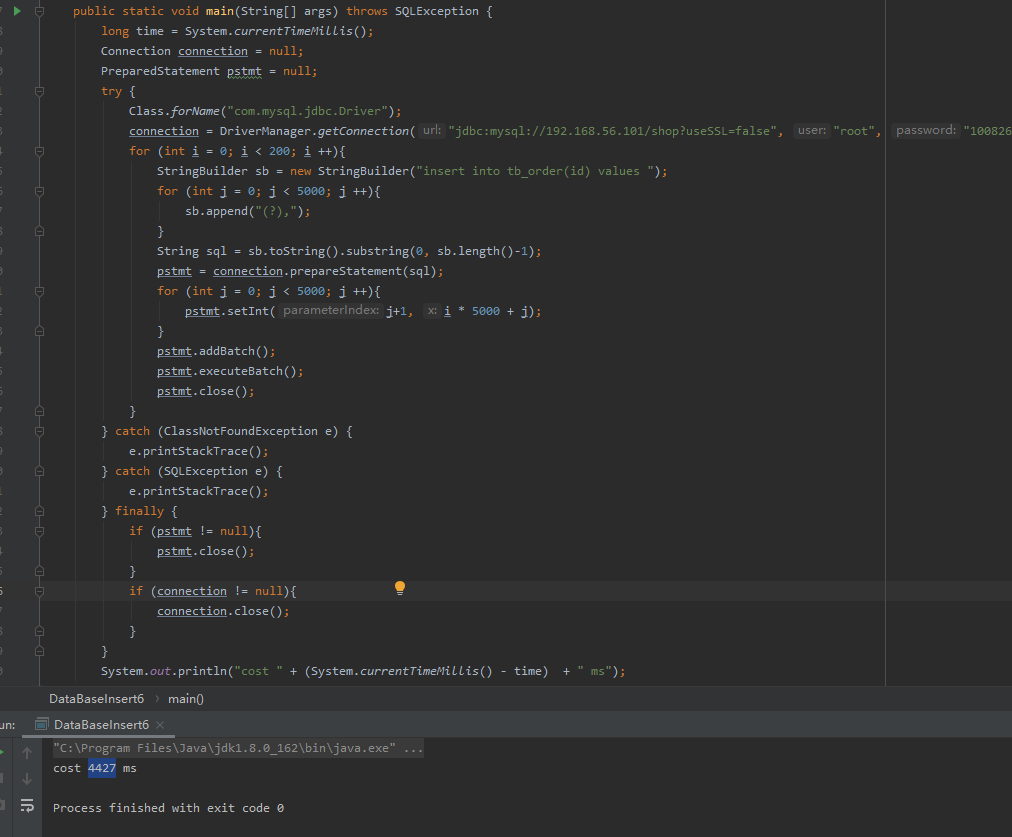 public static void main(String[] args) throws SQLException {
long time = System.currentTimeMillis();
Connection connection = null;
PreparedStatement pstmt = null;
try {
Class.forName("com.mysql.jdbc.Driver");
connection = DriverManager.getConnection( url: "jdbc:mysql://192.168.56.101/shop?useSSL=false", user: "root", password: "100826
for (int i = 0; i < 200; i ++){
StringBuilder sb = new StringBuilder("insert into tb_order(id) values ");
for (int j = 0; j < 5000; j ++){
sb.append("(?),");
}
String sql = sb.toString().substring(0, sb.length()-1);
pstmt = connection.prepareStatement(sql);
for (int j = 0; j < 5000; j ++){
pstmt.setInt( parameterIndex: j+1, x: i * 5000 + j);
}
pstmt.addBatch();
pstmt.executeBatch();
pstmt.close();
}
} catch (ClassNotFoundException e) {
e.printStackTrace();
} catch (SQLException e) {
e.printStackTrace();
} finally {
if (pstmt != null){
pstmt.close();
}
if (connection != null){
connection.close();
}
}
System.out.println("cost " + (System.currentTimeMillis() - time)  + " ms");
DataBaseInsert6 › main()
un: DataBaseInsert6 ×
"C:\Program Files\Java\jdk1.8.0_162\bin\java.exe" ...
cost 4427 ms
Process finished with exit code 0